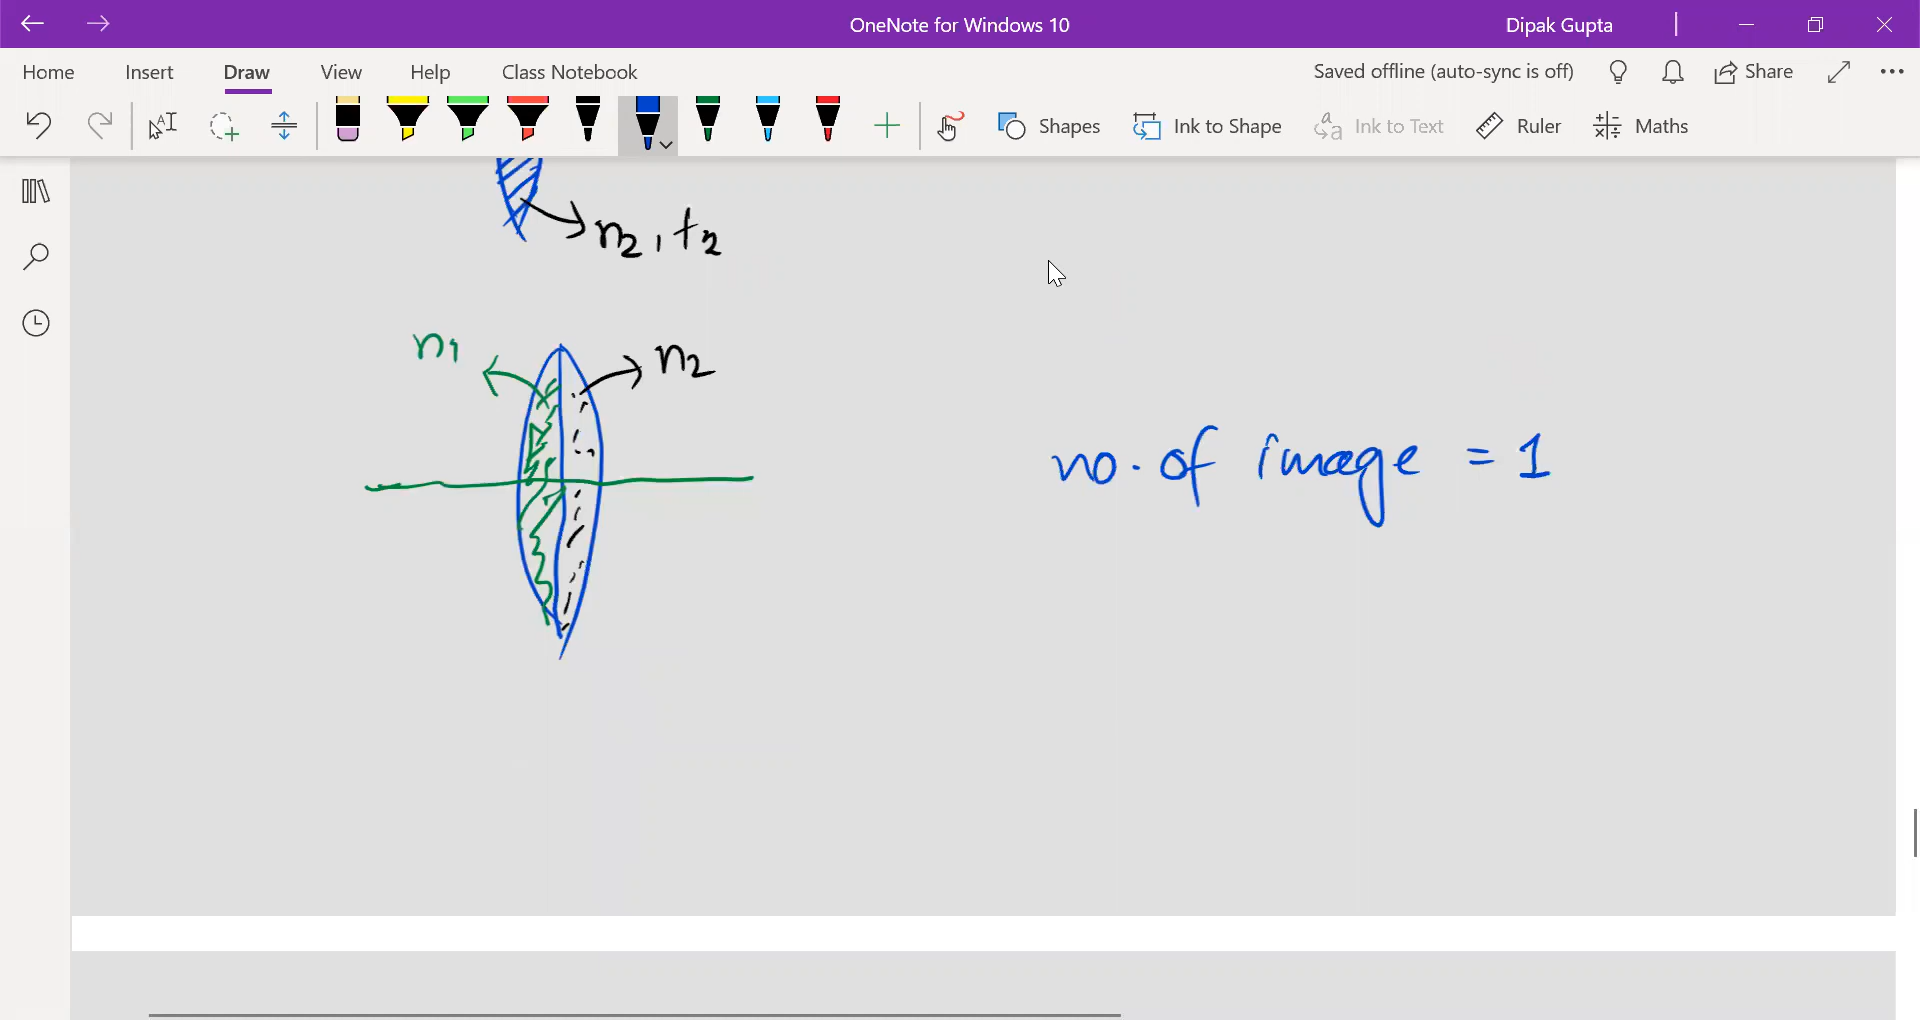 OneNote for Windows 10
Dipak Gupta
Home Insert Draw View Help Class Notebook
Saved offline (auto-sync is off) Share
Shapes Ink to Shape Ink to Text Ruler Maths
n2, f2
n1
n2
no. of image = 1